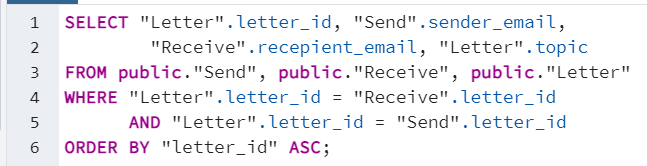 1 SELECT "Letter".letter_id, "Send".sender_email,
2 "Receive".recepient_email, "Letter".topic
3 FROM public."Send", public."Receive", public."Letter"
4 WHERE "Letter".letter_id = "Receive".letter_id
5 AND "Letter".letter_id = "Send".letter_id
6 ORDER BY "letter_id" ASC;